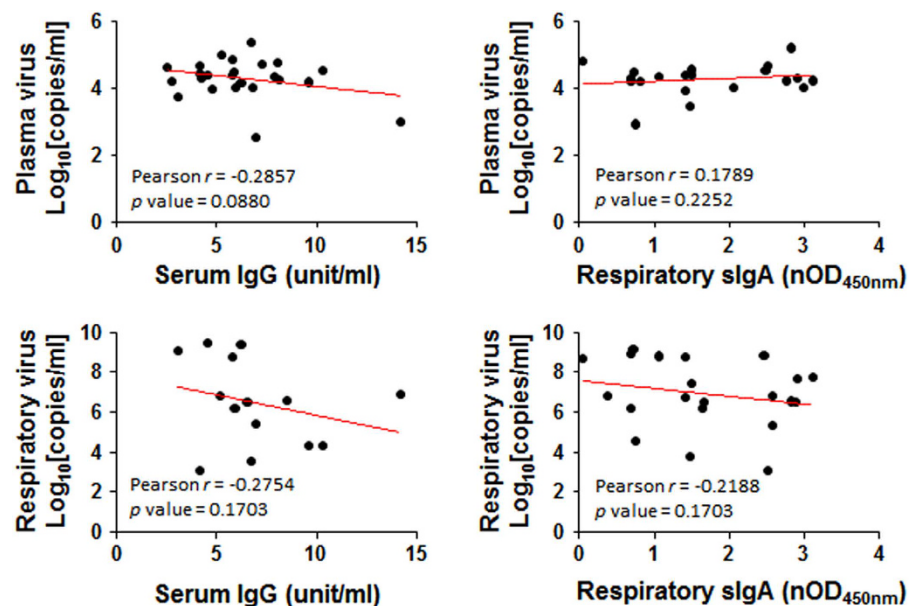 6
4
2
0
Plasma virus
Log₁₀[copies/ml]
Pearson r = -0.2857
p value = 0.0880
0 5 10 15
Serum IgG (unit/ml)
6
4
2
0
Plasma virus
Log₁₀[copies/ml]
Pearson r = 0.1789
p value = 0.2252
0 1 2 3 4
Respiratory sIgA (nOD₄₅₀ₙₘ)
10
8
6
4
2
0
Respiratory virus
Log₁₀[copies/ml]
Pearson r = -0.2754
p value = 0.1703
0 5 10 15
Serum IgG (unit/ml)
10
8
6
4
2
0
Respiratory virus
Log₁₀[copies/ml]
Pearson r = -0.2188
p value = 0.1703
0 1 2 3 4
Respiratory sIgA (nOD₄₅₀ₙₘ)